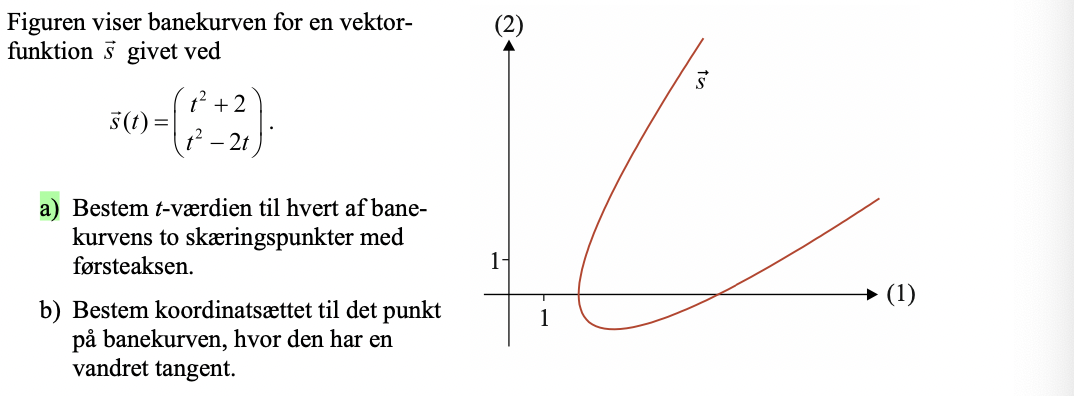 Figuren viser banekurven for en vektor-
funktion s⃗ givet ved
s⃗(t) = (t² + 2
t² – 2t).
a) Bestem t-værdien til hvert af bane-
kurvens to skæringspunkter med
førsteaksen.
b) Bestem koordinatsættet til det punkt
på banekurven, hvor den har en
vandret tangent.
(2)
s⃗
1
(1)
1